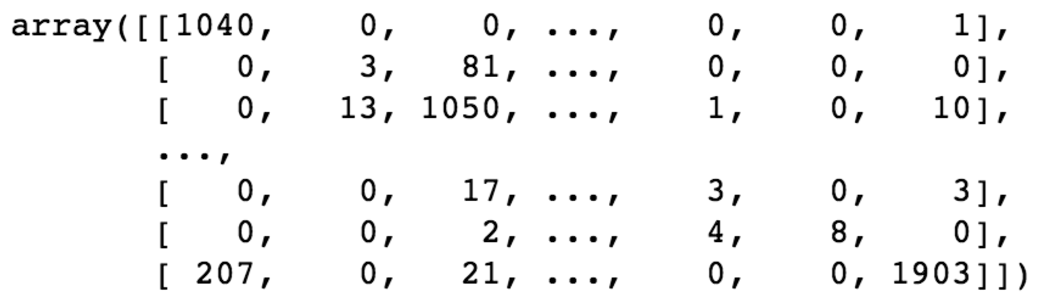 array([[1040,    0,    0, ...,    0,    0,    1],
       [   0,    3,   81, ...,    0,    0,    0],
       [   0,   13, 1050, ...,    1,    0,   10],
       ...,
       [   0,    0,   17, ...,    3,    0,    3],
       [   0,    0,    2, ...,    4,    8,    0],
       [ 207,    0,   21, ...,    0,    0, 1903]])